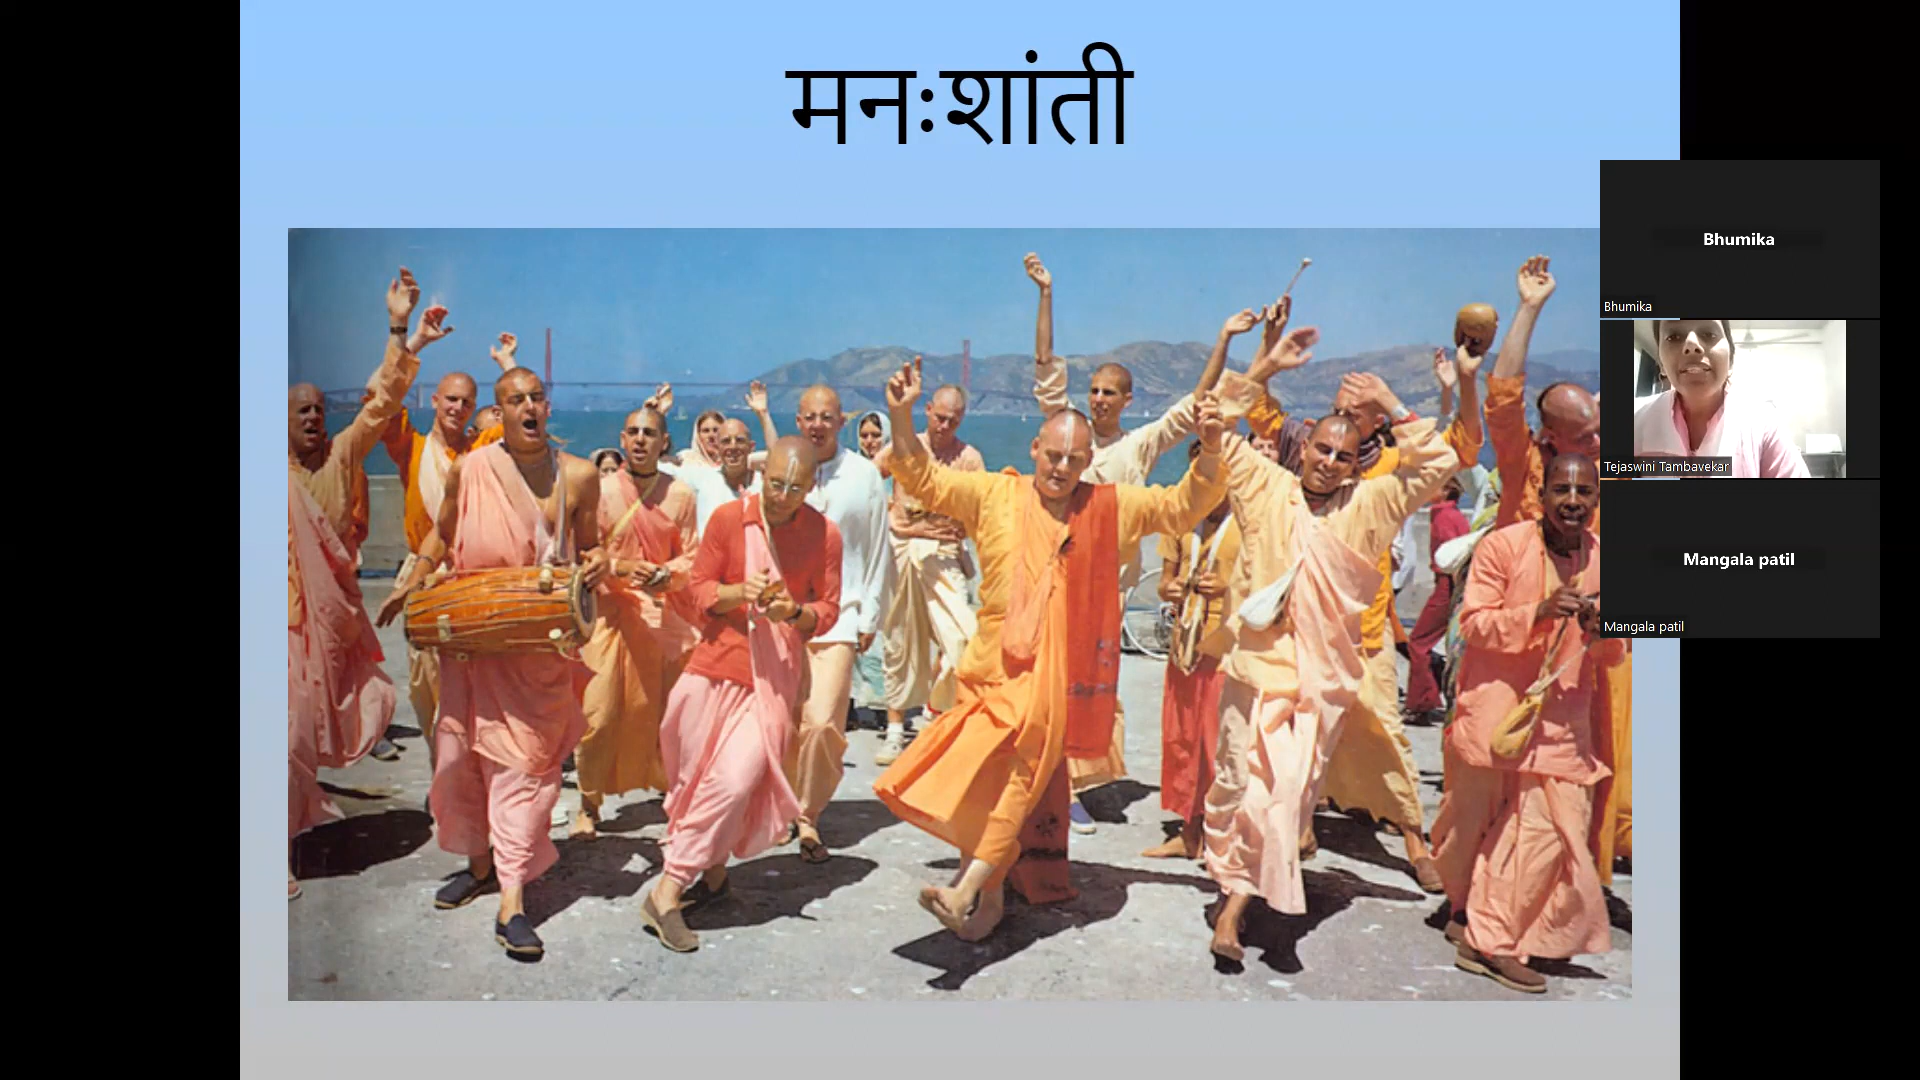 मनःशांती
Bhumika
Bhumika
Tejaswini Tambavekar
Mangala patil
Mangala patil